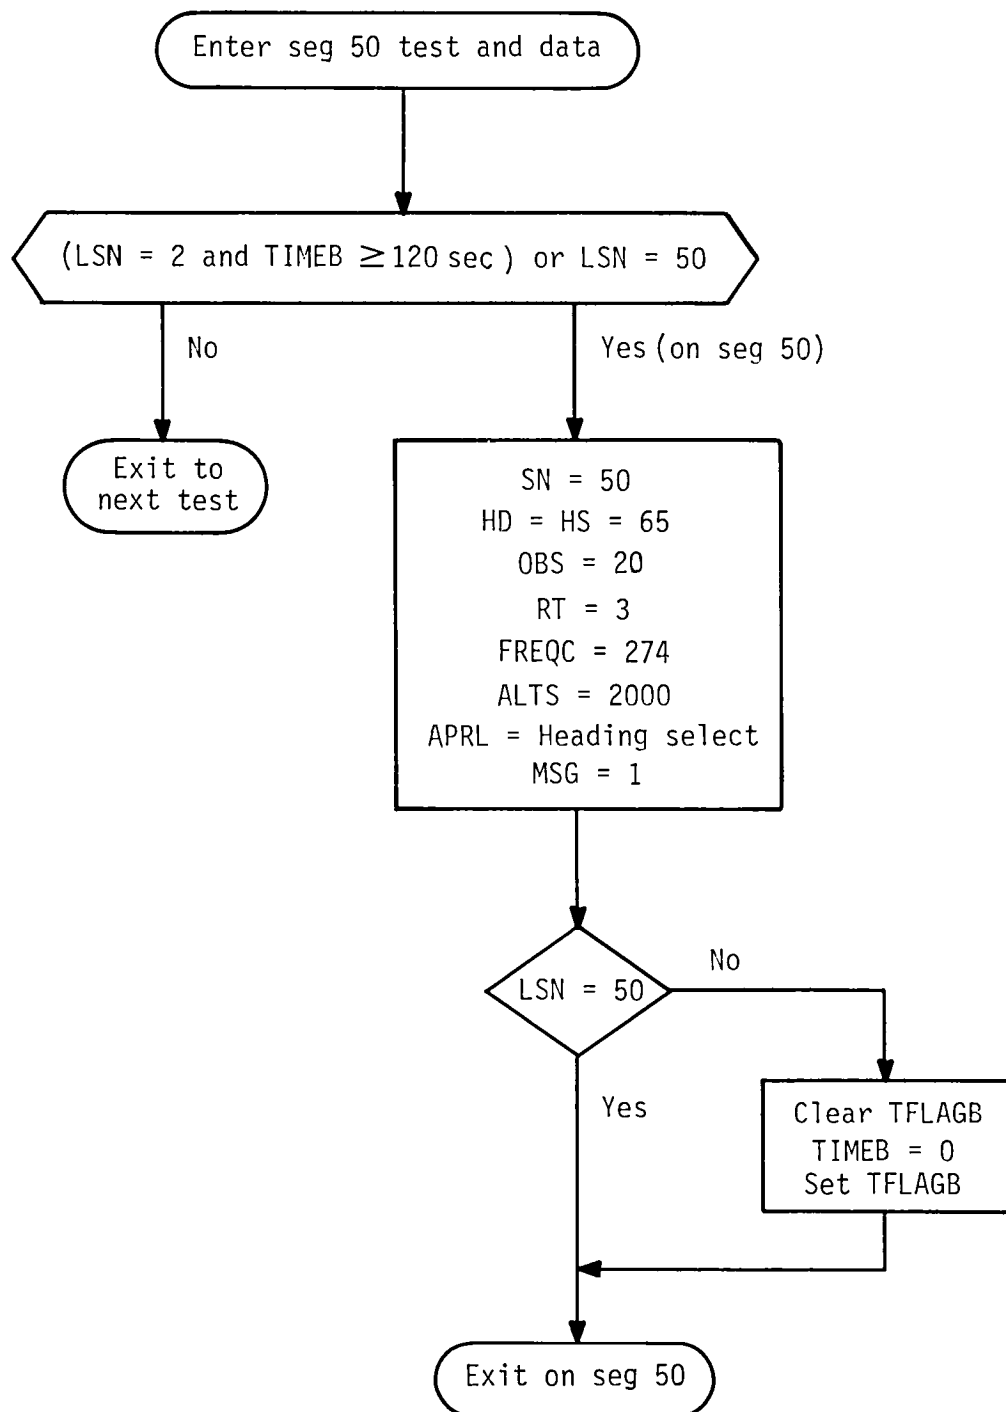 Enter seg 50 test and data
(LSN = 2 and TIMEB ≥ 120 sec) or LSN = 50
No
Yes (on seg 50)
Exit to
next test
SN = 50
HD = HS = 65
OBS = 20
RT = 3
FREQC = 274
ALTS = 2000
APRL = Heading select
MSG = 1
LSN = 50
No
Yes
Clear TFLAGB
TIMEB = 0
Set TFLAGB
Exit on seg 50